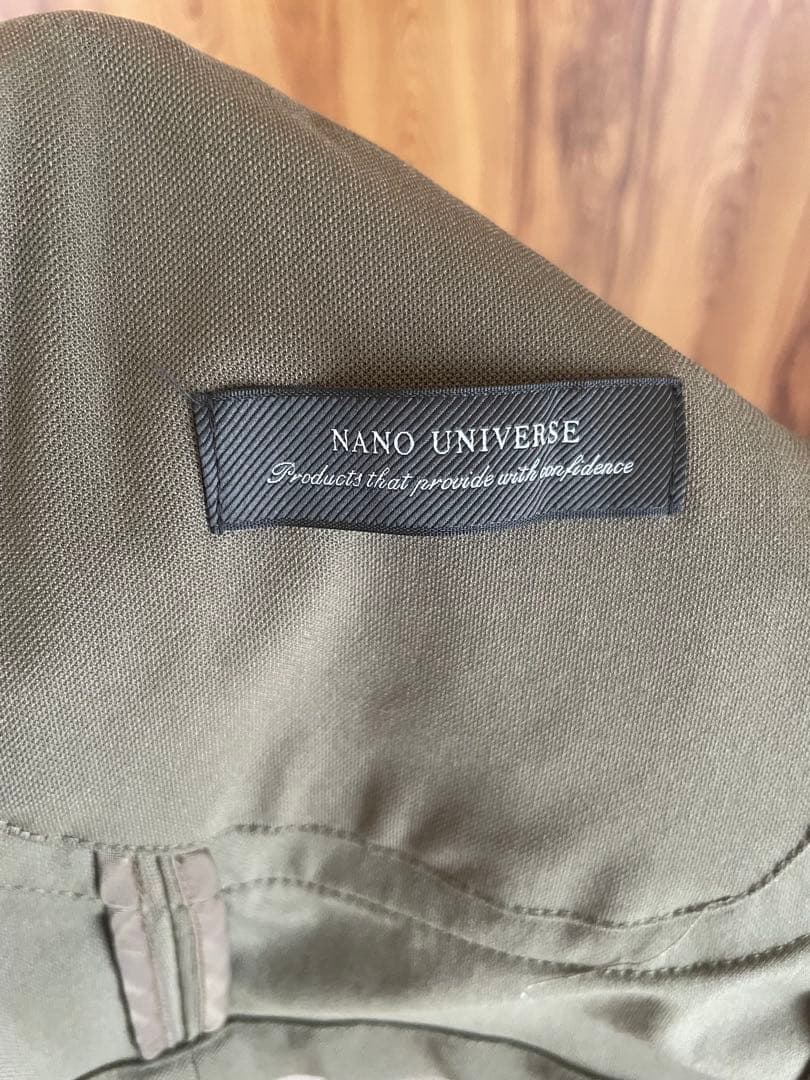 NANO UNIVERSE
Products that provide with confidence